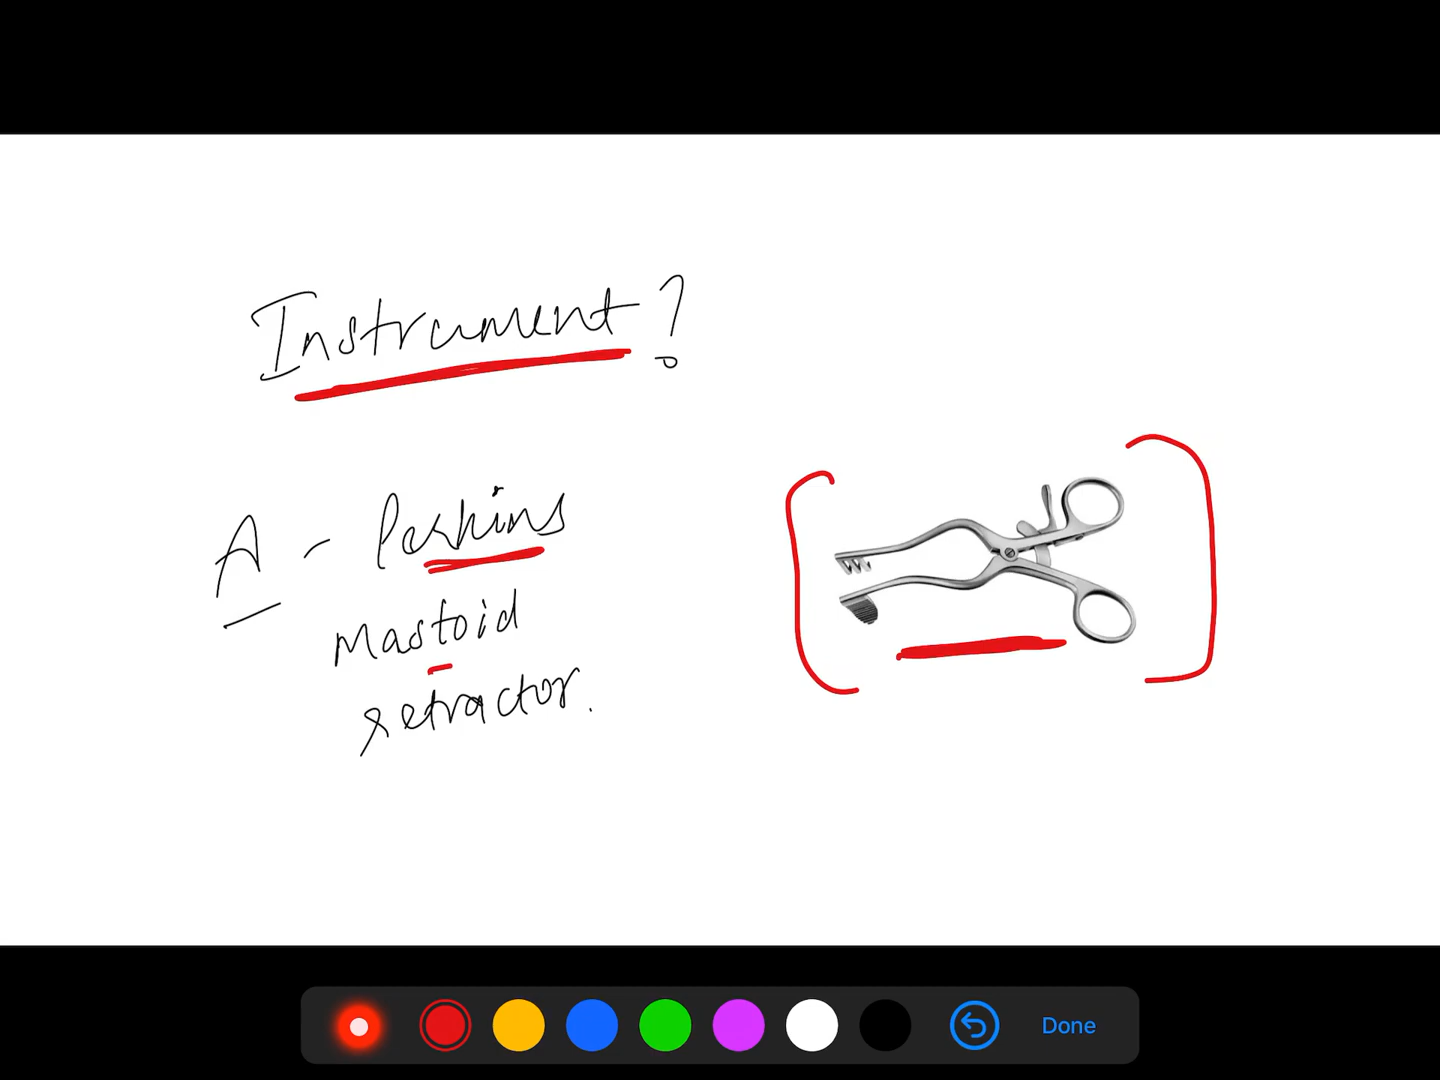 Instrument?
A - Perkins
Mastoid
retractor.
Done